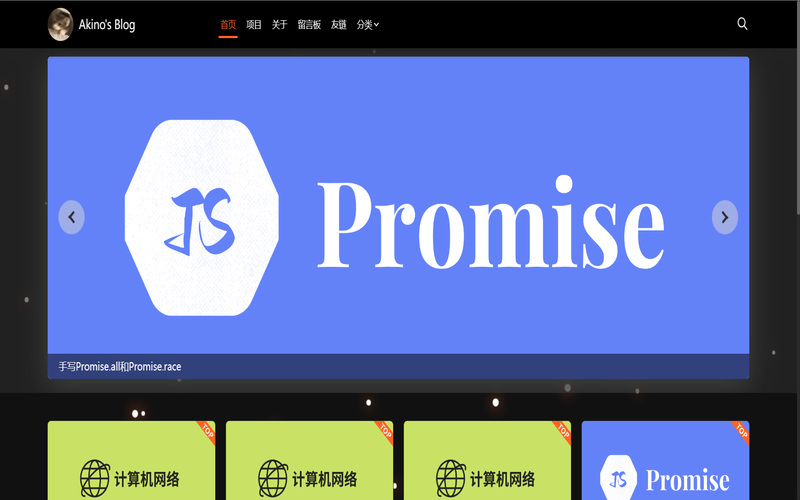 Akino's Blog
首页 项目 关于 留言板 友链 分类
JS Promise
手写Promise.all和Promise.race
TOP TOP TOP TOP
计算机网络 计算机网络 计算机网络 JS Promise